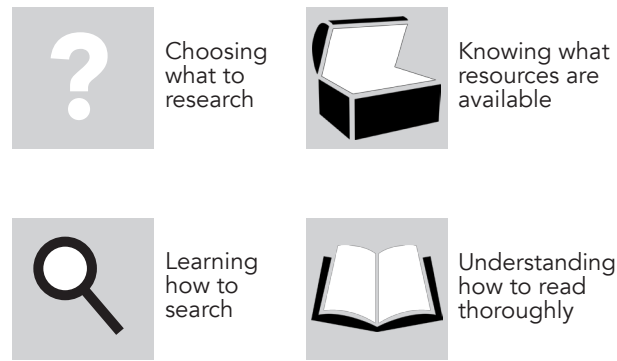 ?
Choosing
what to
research
Knowing what
resources are
available
Learning
how to
search
Understanding
how to read
thoroughly